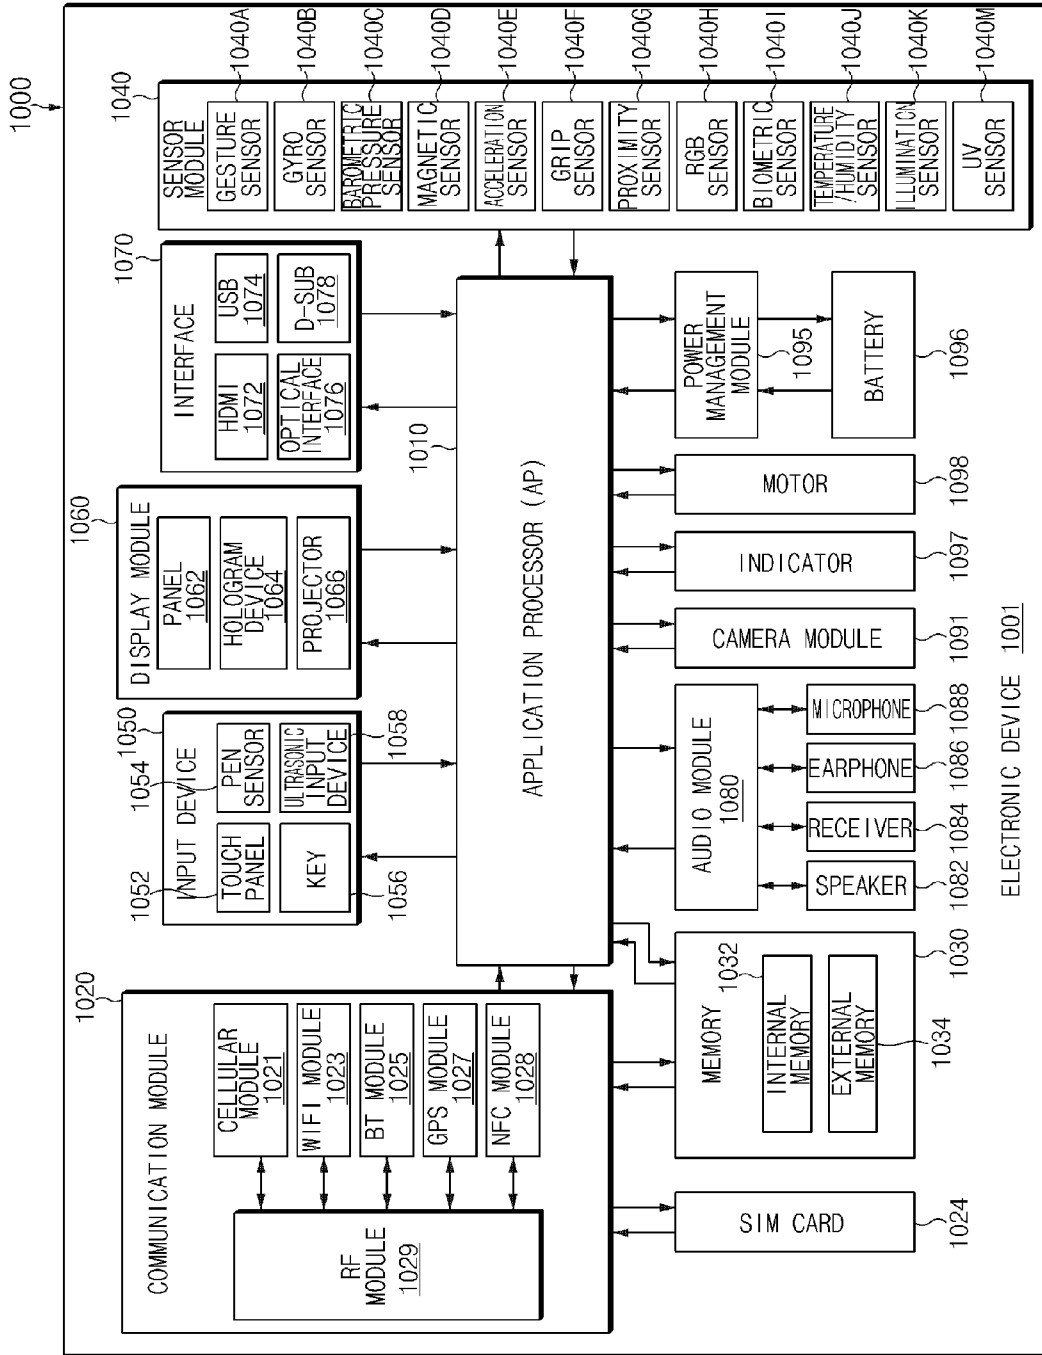 1000
COMMUNICATION MODULE
1020
RF
MODULE
1029
CELLULAR
MODULE
1021
WIFI MODULE
1023
BT MODULE
1025
GPS MODULE
1027
NFC MODULE
1028
INPUT DEVICE
1050
1052
TOUCH
PANEL
1054
PEN
SENSOR
KEY
1056
ULTRASONIC
INPUT
DEVICE
1058
DISPLAY MODULE
1060
PANEL
1062
HOLOGRAM
DEVICE
1064
PROJECTOR
1066
INTERFACE
1070
HDMI
1072
USB
1074
OPTICAL
INTERFACE
1076
D-SUB
1078
SENSOR
MODULE
1040
GESTURE
SENSOR
1040A
GYRO
SENSOR
1040B
BAROMETRIC
PRESSURE
SENSOR
1040C
MAGNETIC
SENSOR
1040D
ACCELERATION
SENSOR
1040E
GRIP
SENSOR
1040F
PROXIMITY
SENSOR
1040G
RGB
SENSOR
1040H
BIOMETRIC
SENSOR
1040I
TEMPERATURE
/HUMIDITY
SENSOR
1040J
ILLUMINATION
SENSOR
1040K
UV
SENSOR
1040M
APPLICATION PROCESSOR (AP)
1010
SIM CARD
1024
MEMORY
1030
INTERNAL
MEMORY
1032
EXTERNAL
MEMORY
1034
AUDIO MODULE
1080
SPEAKER
1082
RECEIVER
1084
EARPHONE
1086
MICROPHONE
1088
CAMERA MODULE
1091
INDICATOR
1097
MOTOR
1098
POWER
MANAGEMENT
MODULE
1095
BATTERY
1096
ELECTRONIC DEVICE 1001